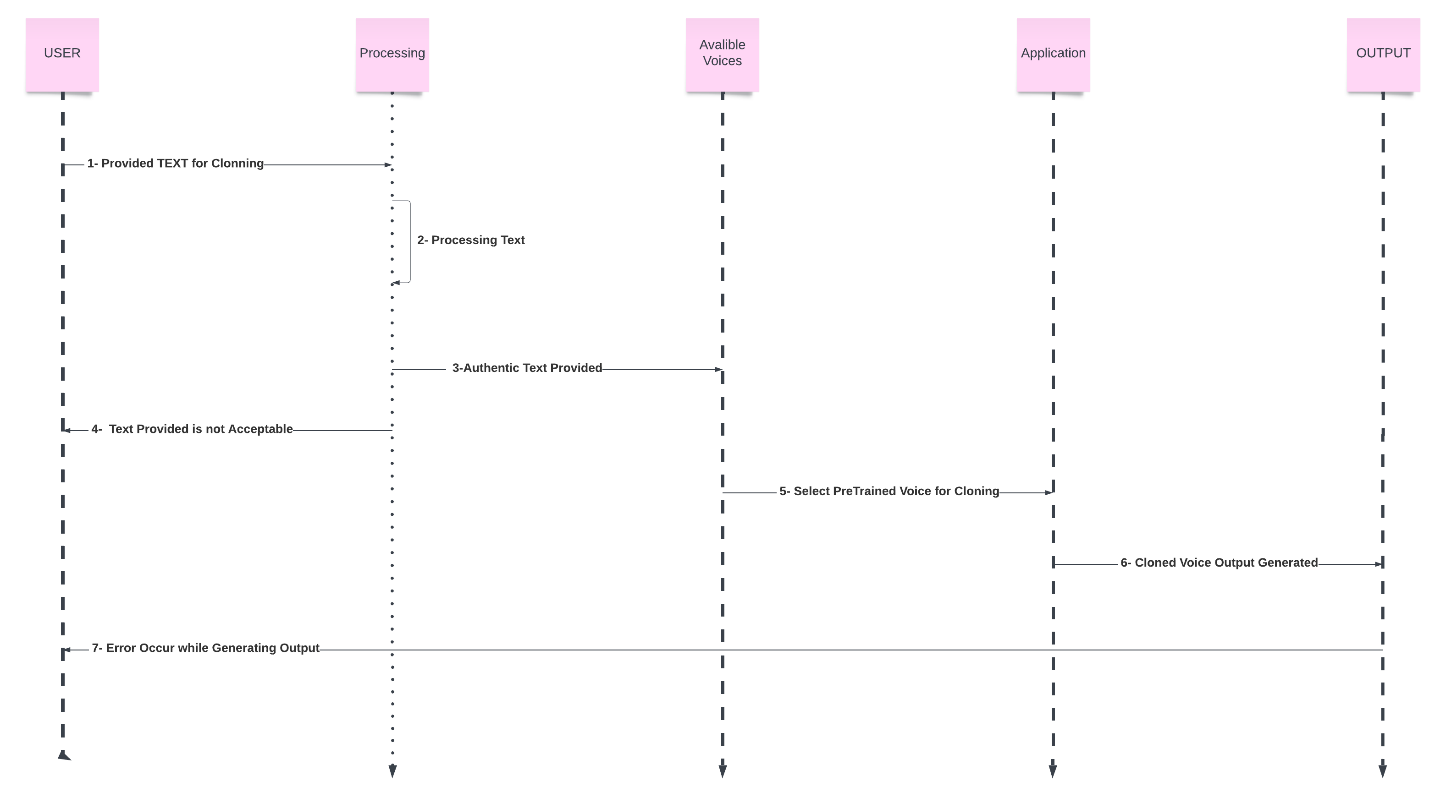 USER
Processing
Avalible
Voices
Application
OUTPUT
1- Provided TEXT for Clonning
2- Processing Text
3-Authentic Text Provided
4-  Text Provided is not Acceptable
5- Select PreTrained Voice for Cloning
6- Cloned Voice Output Generated
7- Error Occur while Generating Output